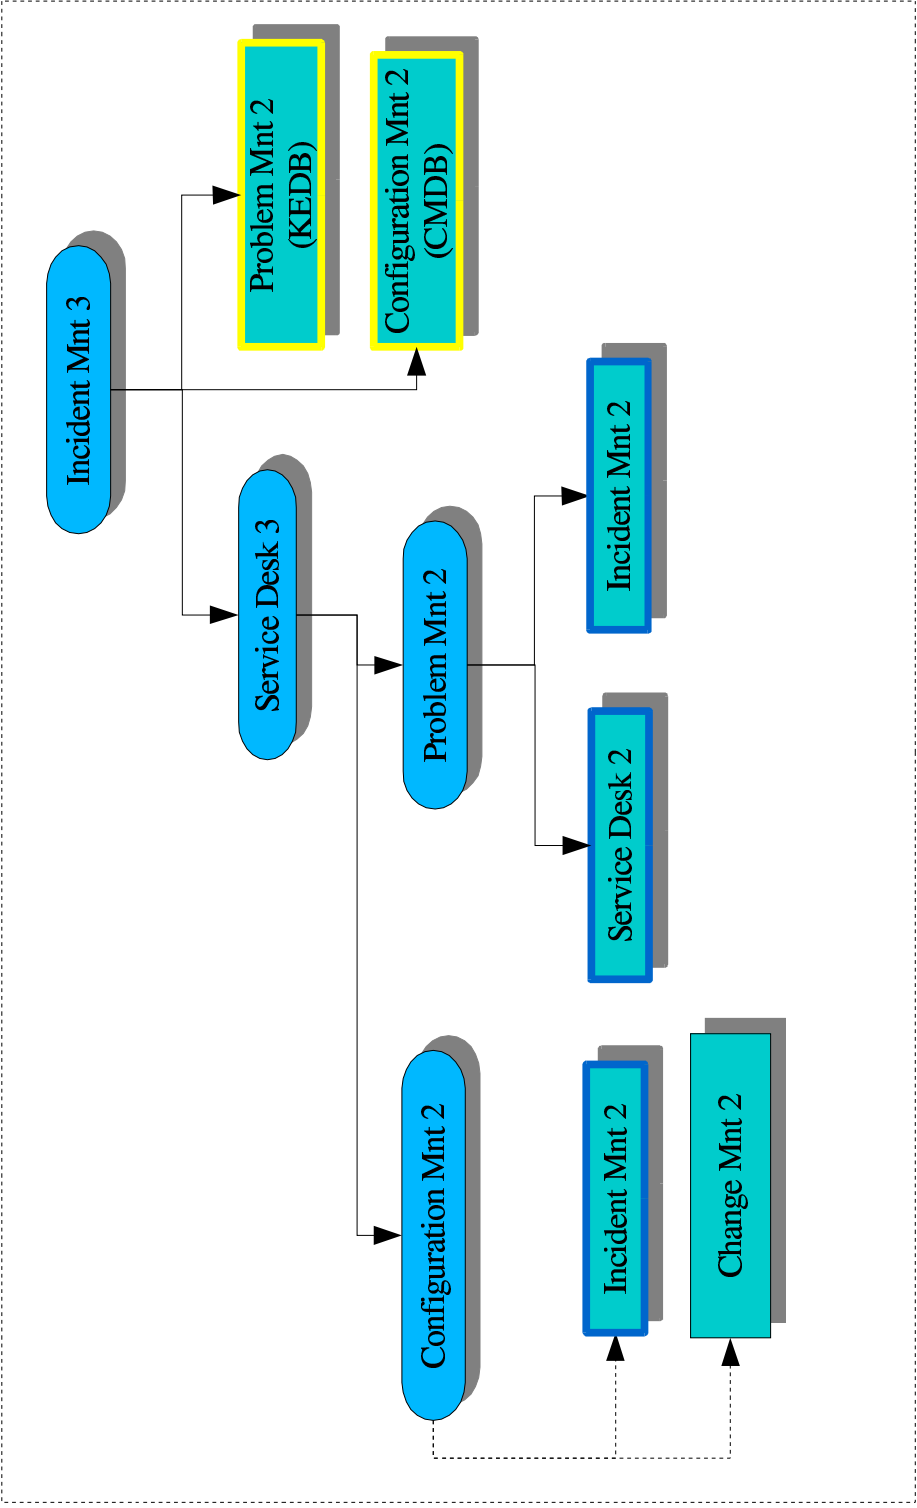 Incident Mnt 3
Service Desk 3
Problem Mnt 2
(KEDB)
Configuration Mnt 2
(CMDB)
Configuration Mnt 2
Problem Mnt 2
Incident Mnt 2
Service Desk 2
Incident Mnt 2
Change Mnt 2